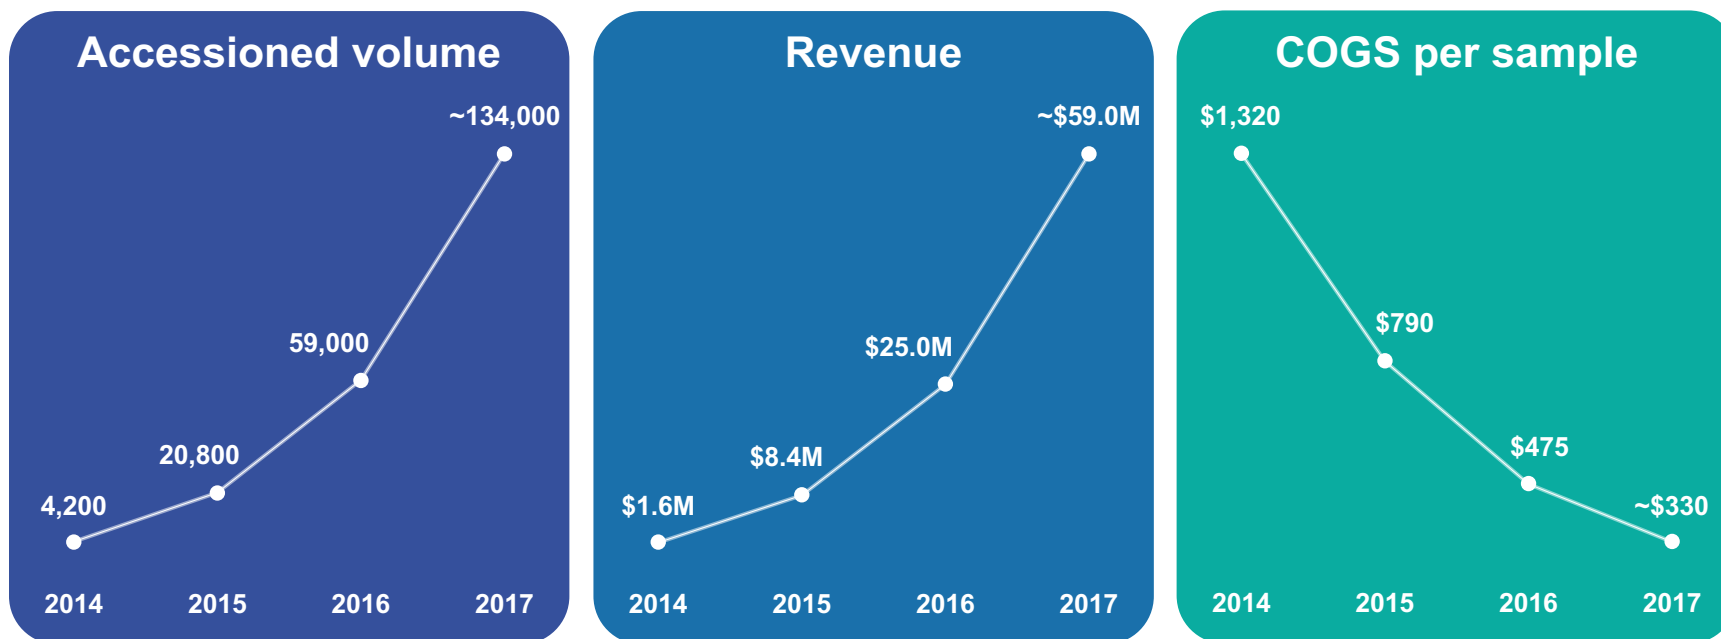 Accessioned volume
~134,000
59,000
20,800
4,200
2014 2015 2016 2017
Revenue
~$59.0M
$25.0M
$8.4M
$1.6M
2014 2015 2016 2017
COGS per sample
$1,320
$790
$475
~$330
2014 2015 2016 2017